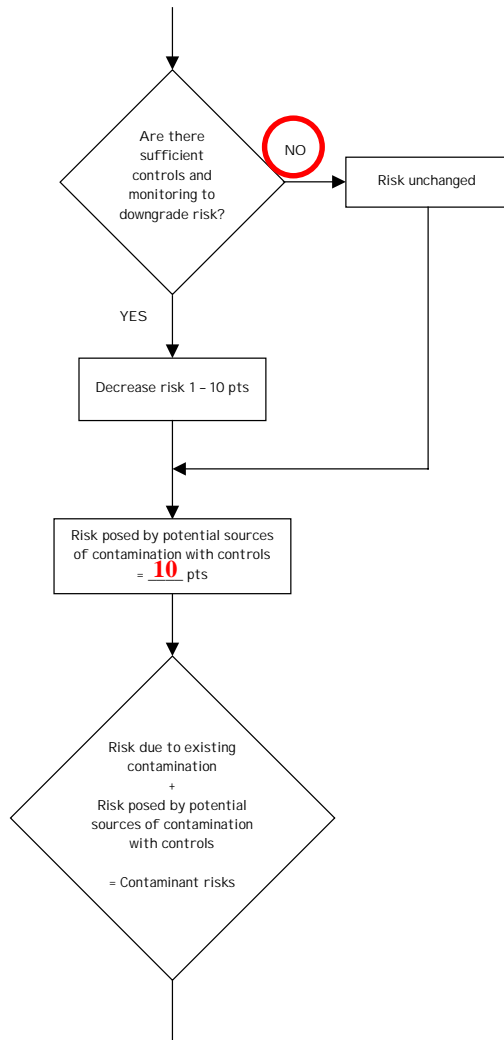 Are there
sufficient
controls and
monitoring to
downgrade risk?
NO
Risk unchanged
YES
Decrease risk 1 – 10 pts
Risk posed by potential sources
of contamination with controls
= 10 pts
Risk due to existing
contamination
+
Risk posed by potential
sources of contamination
with controls
= Contaminant risks